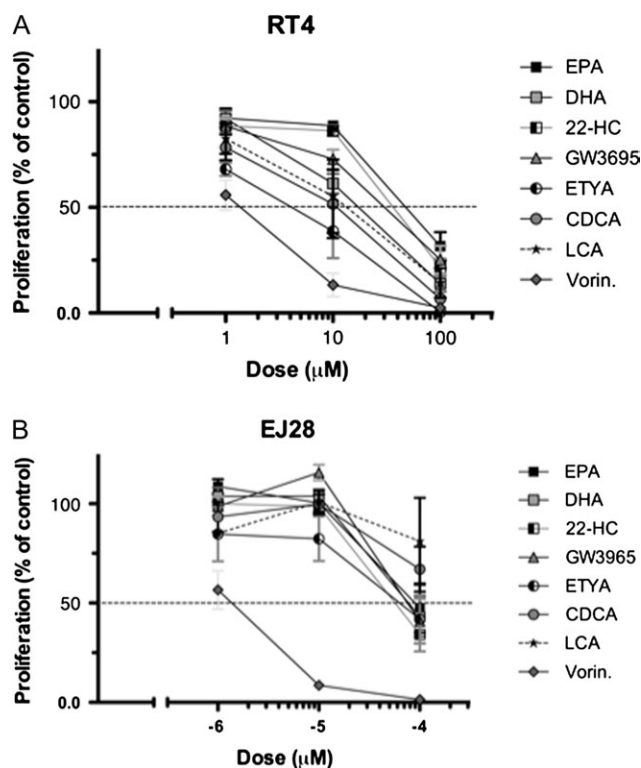 A
RT4
Proliferation (% of control)
100
50
0.0
1
10
100
Dose (μM)
EPA
DHA
22-HC
GW3695
ETYA
CDCA
LCA
Vorin.
B
EJ28
Proliferation (% of control)
100
50
0.0
-6
-5
-4
Dose (μM)
EPA
DHA
22-HC
GW3965
ETYA
CDCA
LCA
Vorin.